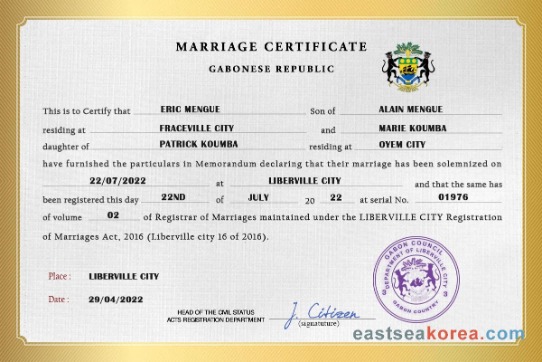 MARRIAGE CERTIFICATE
GABONESE REPUBLIC
This is to Certify that ERIC MENGUE Son of ALAIN MENGUE
residing at FRACEVILLE CITY and MARIE KOUMBA
daughter of PATRICK KOUMBA residing at OYEM CITY
have furnished the particulars in Memorandum declaring that their marriage has been solemnized on
22/07/2022 at LIBERVILLE CITY and that the same has
been registered this day 22ND of JULY 20 22 at serial No. 01976
of volume 02 of Registrar of Marriages maintained under the LIBERVILLE CITY Registration
of Marriages Act, 2016 (Liberville city 16 of 2016).
Place : LIBERVILLE CITY
Date : 29/04/2022
HEAD OF THE CIVIL STATUS
ACTS REGISTRATION DEPARTMENT
J. Citizen
(signature)
GABON COUNCIL
DEPARTMENT OF LIBERVILLE CITY
GABON COUNTRY
eastseakorea.com